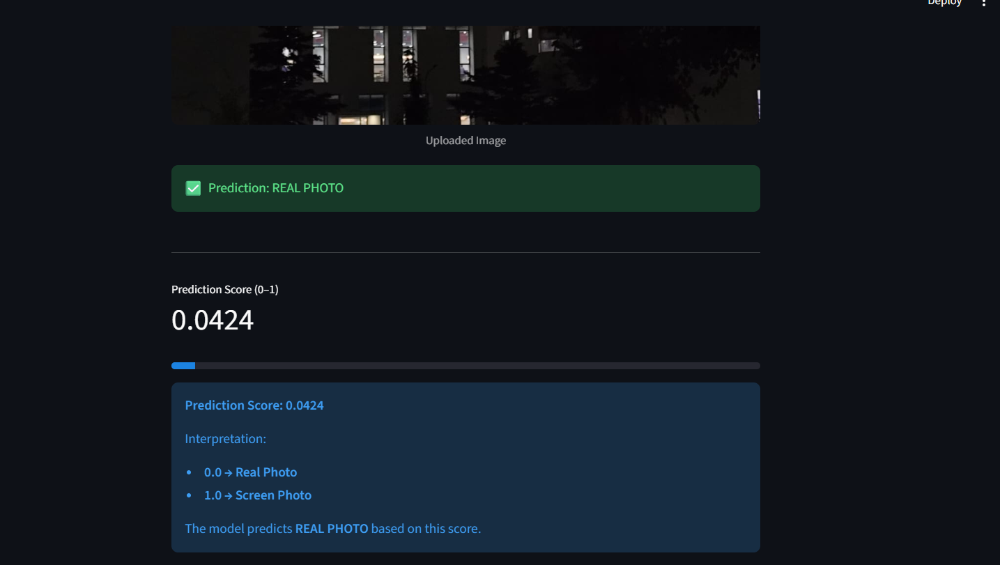 Deploy
Uploaded Image
✅ Prediction: REAL PHOTO
Prediction Score (0–1)
0.0424
Prediction Score: 0.0424
Interpretation:
• 0.0 → Real Photo
• 1.0 → Screen Photo
The model predicts REAL PHOTO based on this score.